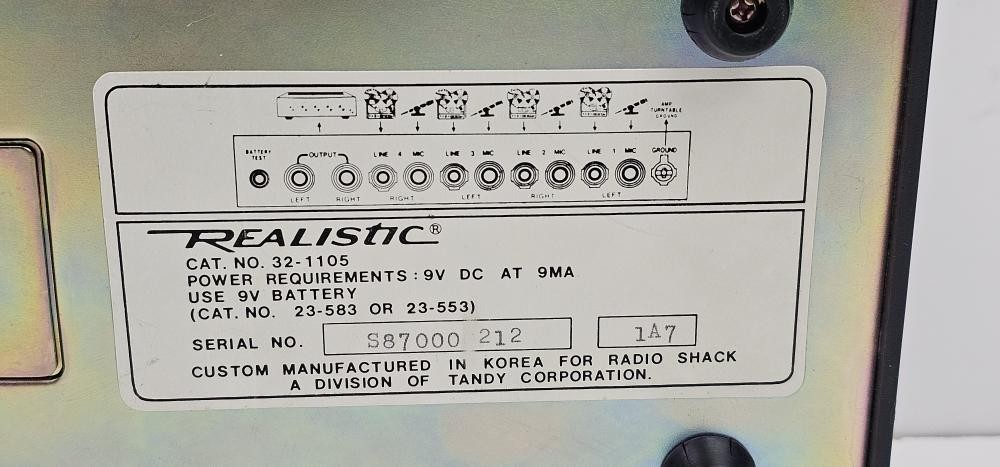 AMP
TURNTABLE
GROUND
BATTERY TEST
OUTPUT
LINE 4 MIC LINE 3 MIC LINE 2 MIC LINE 1 MIC GROUND
LEFT RIGHT RIGHT LEFT RIGHT LEFT
REALISTIC®
CAT. NO. 32-1105
POWER REQUIREMENTS : 9V DC AT 9MA
USE 9V BATTERY
(CAT. NO. 23-583 OR 23-553)
SERIAL NO. S87000 212 1A7
CUSTOM MANUFACTURED IN KOREA FOR RADIO SHACK
A DIVISION OF TANDY CORPORATION.